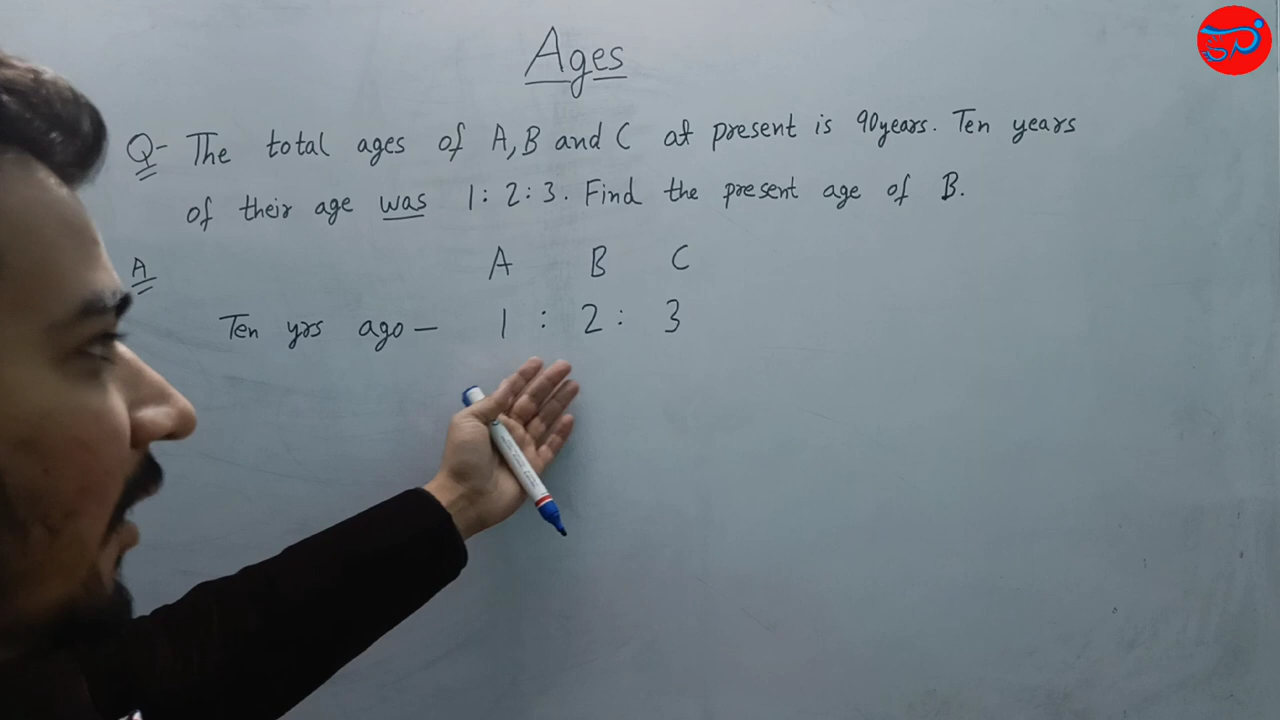 Ages
Q- The total ages of A, B and C at present is 90years. Ten years
of their age was 1: 2: 3. Find the present age of B.
A
A B C
Ten yrs ago — 1 : 2 : 3